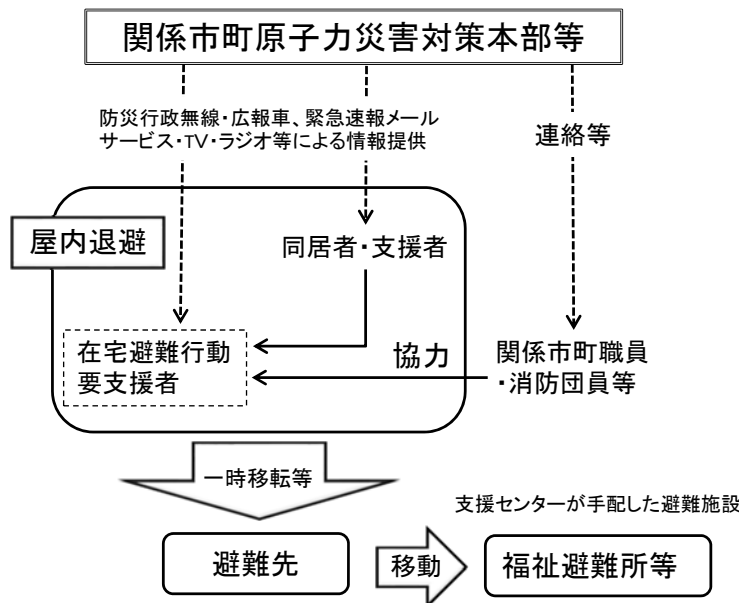 関係市町原子力災害対策本部等
防災行政無線・広報車、緊急速報メール
サービス・TV・ラジオ等による情報提供
連絡等
屋内退避
同居者・支援者
在宅避難行動
要支援者
協力
関係市町職員
・消防団員等
一時移転等
支援センターが手配した避難施設
避難先
移動
福祉避難所等